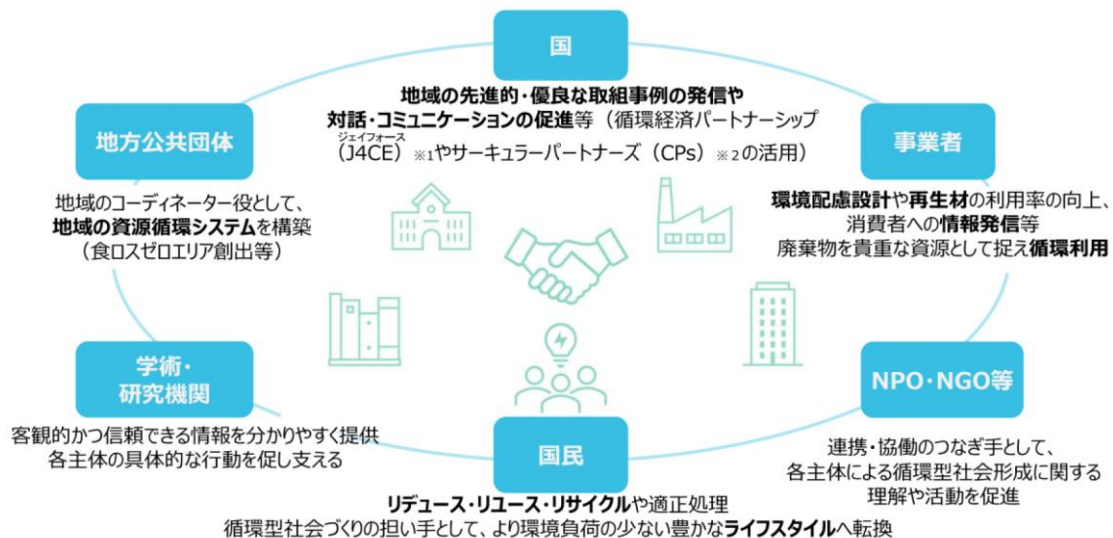 国
地域の先進的・優良な取組事例の発信や
対話・コミュニケーションの促進等（循環経済パートナーシップ
ジェイフォース
（J4CE）※1やサーキュラーパートナーズ（CPs）※2の活用）
地方公共団体
地域のコーディネーター役として、
地域の資源循環システムを構築
（食ロスゼロエリア創出等）
事業者
環境配慮設計や再生材の利用率の向上、
消費者への情報発信等
廃棄物を貴重な資源として捉え循環利用
学術・
研究機関
客観的かつ信頼できる情報を分かりやすく提供
各主体の具体的な行動を促し支える
NPO・NGO等
連携・協働のつなぎ手として、
各主体による循環型社会形成に関する
理解や活動を促進
国民
リデュース・リユース・リサイクルや適正処理
循環型社会づくりの担い手として、より環境負荷の少ない豊かなライフスタイルへ転換